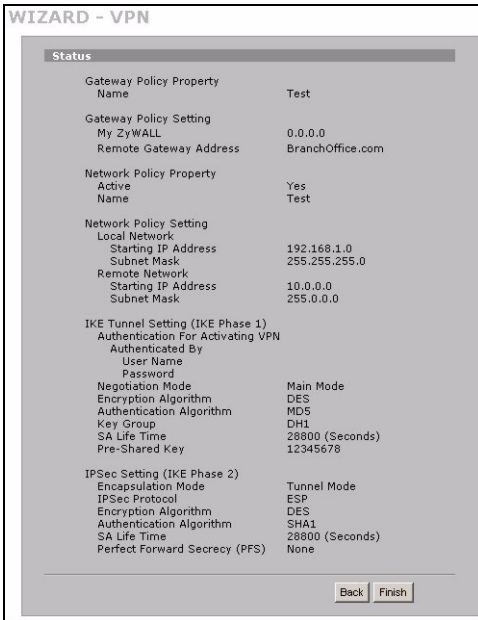 WIZARD - VPN
Status
Gateway Policy Property
Name Test
Gateway Policy Setting
My ZyWALL 0.0.0.0
Remote Gateway Address BranchOffice.com
Network Policy Property
Active Yes
Name Test
Network Policy Setting
Local Network
Starting IP Address 192.168.1.0
Subnet Mask 255.255.255.0
Remote Network
Starting IP Address 10.0.0.0
Subnet Mask 255.0.0.0
IKE Tunnel Setting (IKE Phase 1)
Authentication For Activating VPN
Authenticated By
User Name
Password
Negotiation Mode Main Mode
Encryption Algorithm DES
Authentication Algorithm MD5
Key Group DH1
SA Life Time 28800 (Seconds)
Pre-Shared Key 12345678
IPSec Setting (IKE Phase 2)
Encapsulation Mode Tunnel Mode
IPSec Protocol ESP
Encryption Algorithm DES
Authentication Algorithm SHA1
SA Life Time 28800 (Seconds)
Perfect Forward Secrecy (PFS) None
Back Finish